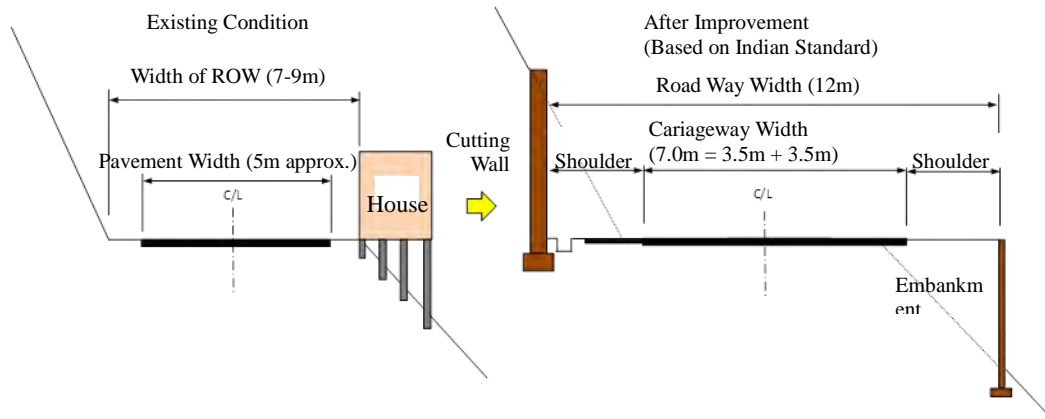 Existing Condition
Width of ROW (7-9m)
Pavement Width (5m approx.)
C/L
House
After Improvement
(Based on Indian Standard)
Road Way Width (12m)
Cutting
Wall
Cariageway Width
(7.0m = 3.5m + 3.5m)
Shoulder
Shoulder
C/L
Embankm
ent